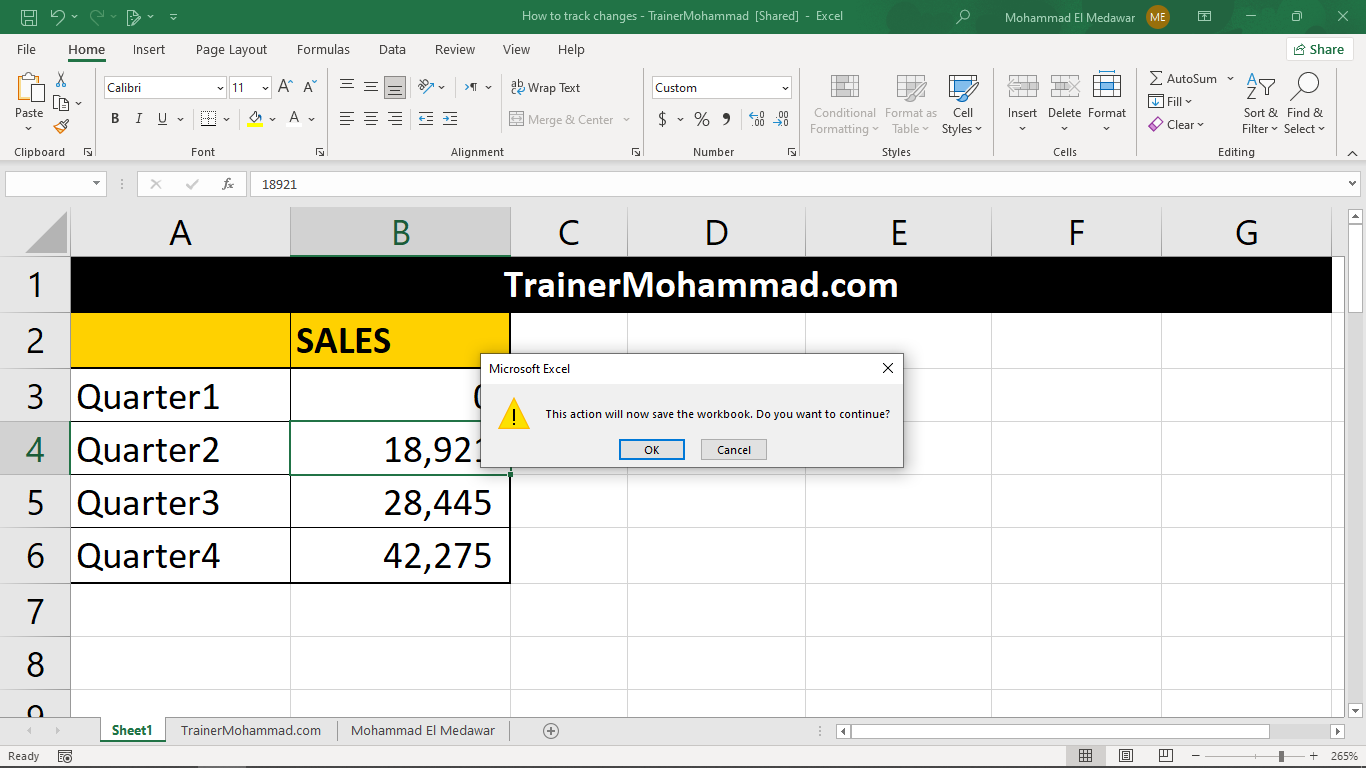 How to track changes - TrainerMohammad [Shared] - Excel
Mohammad El Medawar ME
File Home Insert Page Layout Formulas Data Review View Help Share
Calibri 11 Wrap Text Custom AutoSum
Paste B I U Merge & Center $ % Conditional Formatting Format as Table Cell Styles Insert Delete Format Fill Clear Sort & Filter Find & Select
Clipboard Font Alignment Number Styles Cells Editing
fx 18921
A B C D E F G
1 TrainerMohammad.com
2 SALES
Microsoft Excel
3 Quarter1
This action will now save the workbook. Do you want to continue?
OK Cancel
4 Quarter2 18,921
5 Quarter3 28,445
6 Quarter4 42,275
7
8
9
Sheet1 TrainerMohammad.com Mohammad El Medawar
Ready 265%